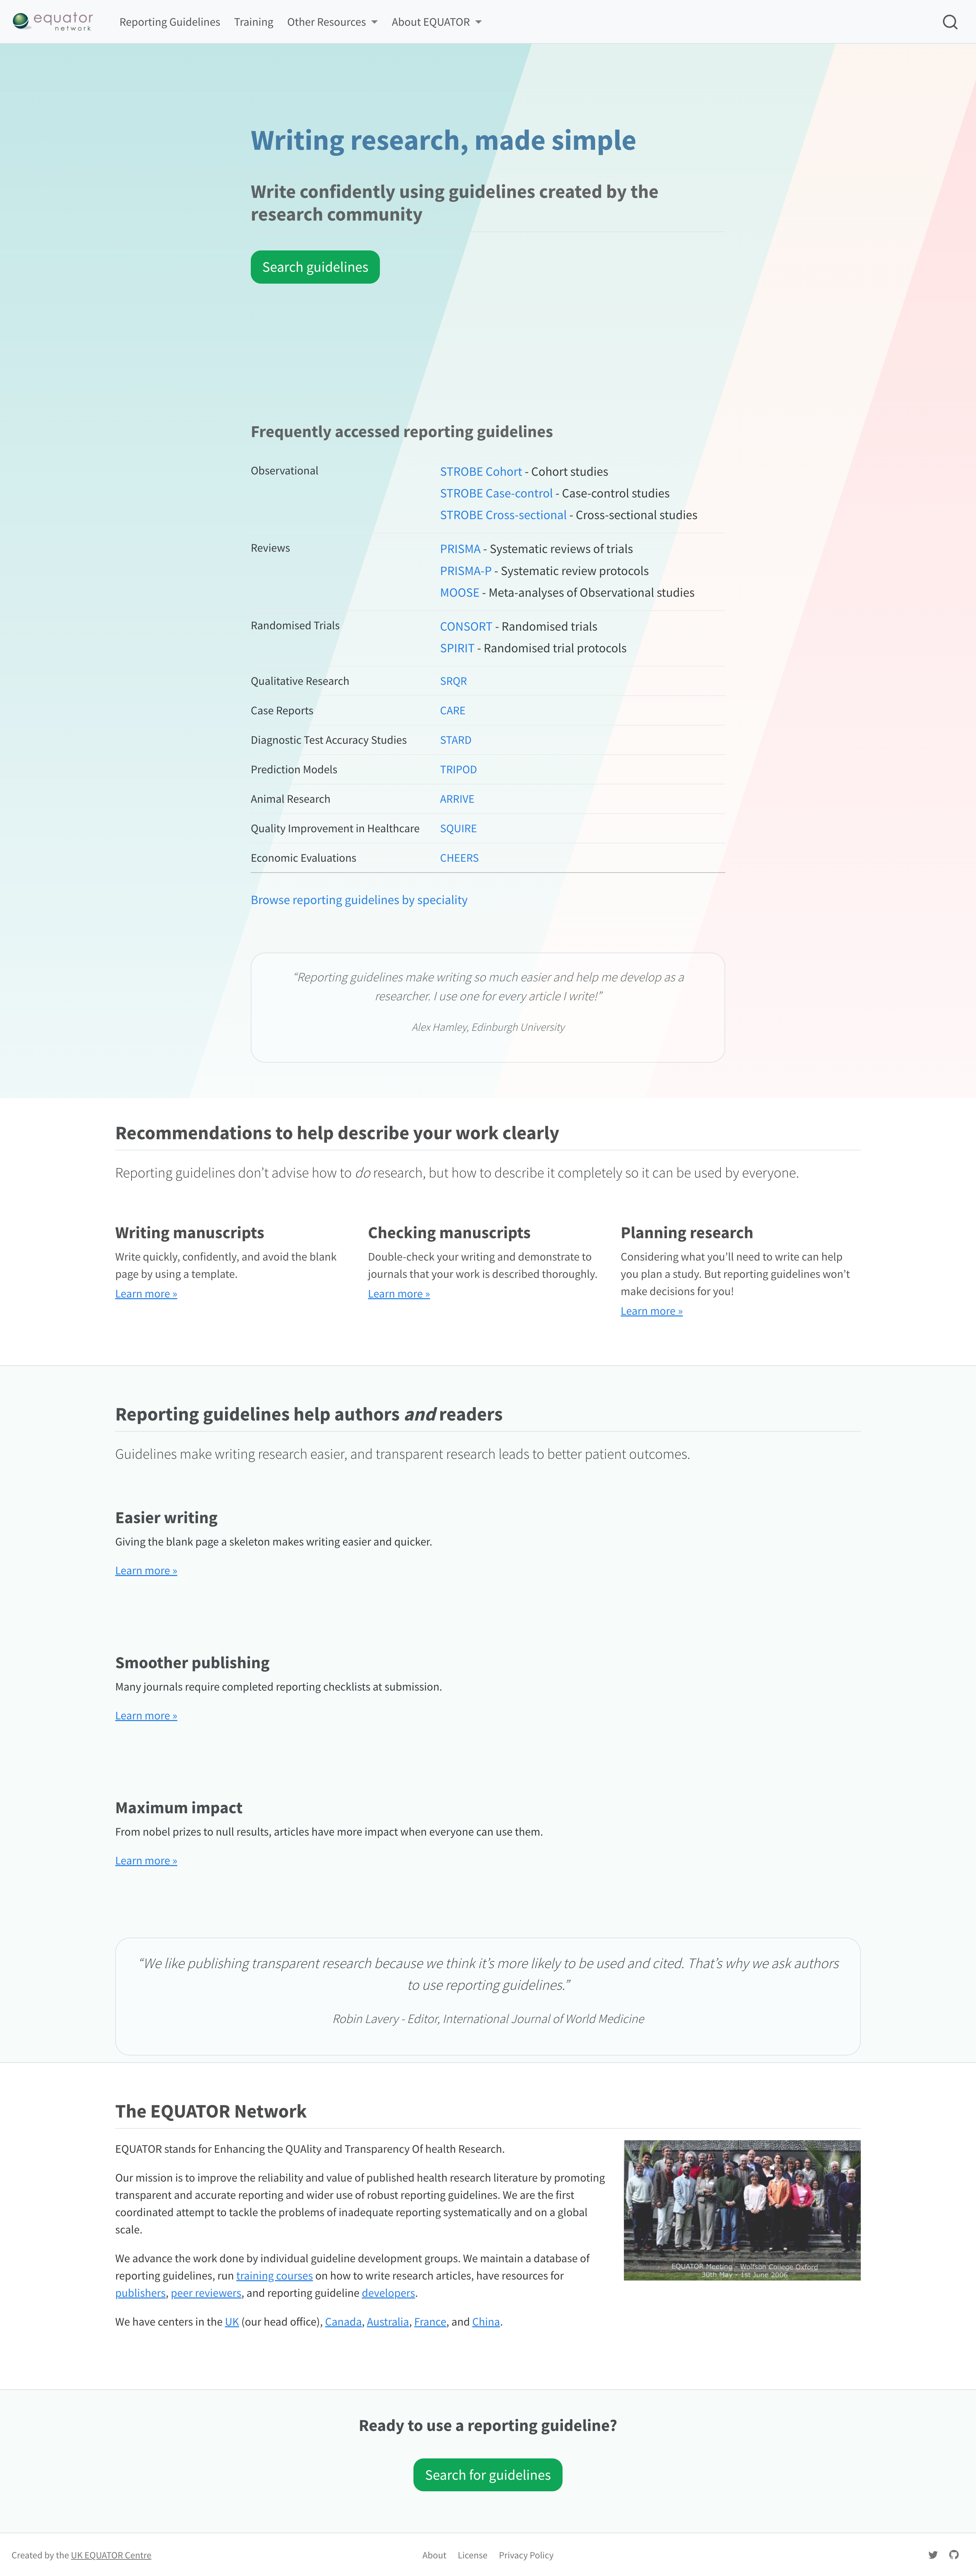 equator
network
Reporting Guidelines
Training
Other Resources
About EQUATOR
Writing research, made simple
Write confidently using guidelines created by the
research community
Search guidelines
Frequently accessed reporting guidelines
Observational
STROBE Cohort - Cohort studies
STROBE Case-control - Case-control studies
STROBE Cross-sectional - Cross-sectional studies
Reviews
PRISMA - Systematic reviews of trials
PRISMA-P - Systematic review protocols
MOOSE - Meta-analyses of Observational studies
Randomised Trials
CONSORT - Randomised trials
SPIRIT - Randomised trial protocols
Qualitative Research
SRQR
Case Reports
CARE
Diagnostic Test Accuracy Studies
STARD
Prediction Models
TRIPOD
Animal Research
ARRIVE
Quality Improvement in Healthcare
SQUIRE
Economic Evaluations
CHEERS
Browse reporting guidelines by speciality
“Reporting guidelines make writing so much easier and help me develop as a
researcher. I use one for every article I write!”
Alex Hamley, Edinburgh University
Recommendations to help describe your work clearly
Reporting guidelines don’t advise how to do research, but how to describe it completely so it can be used by everyone.
Writing manuscripts
Write quickly, confidently, and avoid the blank
page by using a template.
Learn more »
Checking manuscripts
Double-check your writing and demonstrate to
journals that your work is described thoroughly.
Learn more »
Planning research
Considering what you’ll need to write can help
you plan a study. But reporting guidelines won’t
make decisions for you!
Learn more »
Reporting guidelines help authors and readers
Guidelines make writing research easier, and transparent research leads to better patient outcomes.
Easier writing
Giving the blank page a skeleton makes writing easier and quicker.
Learn more »
Smoother publishing
Many journals require completed reporting checklists at submission.
Learn more »
Maximum impact
From nobel prizes to null results, articles have more impact when everyone can use them.
Learn more »
“We like publishing transparent research because we think it’s more likely to be used and cited. That’s why we ask authors
to use reporting guidelines.”
Robin Lavery - Editor, International Journal of World Medicine
The EQUATOR Network
EQUATOR stands for Enhancing the QUAlity and Transparency Of health Research.
Our mission is to improve the reliability and value of published health research literature by promoting
transparent and accurate reporting and wider use of robust reporting guidelines. We are the first
coordinated attempt to tackle the problems of inadequate reporting systematically and on a global
scale.
We advance the work done by individual guideline development groups. We maintain a database of
reporting guidelines, run training courses on how to write research articles, have resources for
publishers, peer reviewers, and reporting guideline developers.
We have centers in the UK (our head office), Canada, Australia, France, and China.
EQUATOR Meeting - Wolfson College Oxford
30th May - 1st June 2006
Ready to use a reporting guideline?
Search for guidelines
Created by the UK EQUATOR Centre
About
License
Privacy Policy